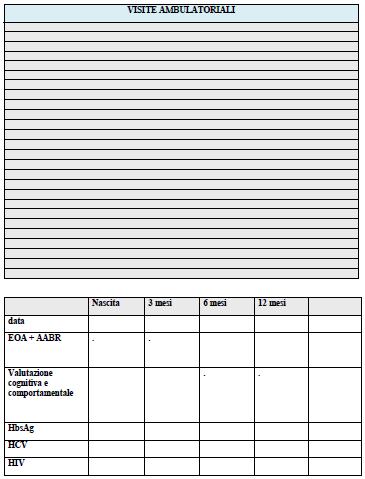 VISITE AMBULATORIALI
Nascita 3 mesi 6 mesi 12 mesi
data
EOA + AABR . .
Valutazione . .
cognitiva e
comportamentale
HbsAg
HCV
HIV